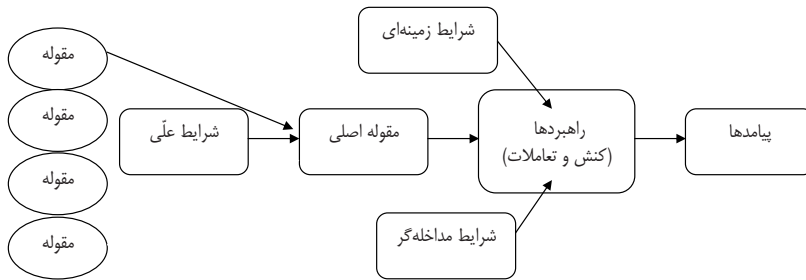 شرایط زمینه‌ای
مقوله
مقوله
شرایط علّی
مقوله اصلی
راهبردها
(کنش و تعاملات)
پیامدها
مقوله
شرایط مداخله‌گر
مقوله